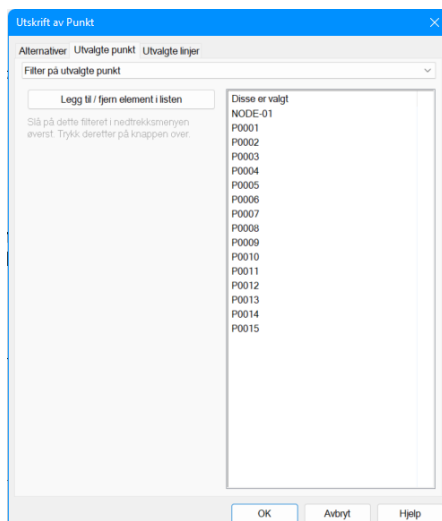 Utskrift av Punkt
Alternativer Utvalgte punkt Utvalgte linjer
Filter på utvalgte punkt
Legg til / fjern element i listen
Slå på dette filteret i nedtrekksmenyen
øverst. Trykk deretter på knappen over.
Disse er valgt
NODE-01
P0001
P0002
P0003
P0004
P0005
P0006
P0007
P0008
P0009
P0010
P0011
P0012
P0013
P0014
P0015
OK Avbryt Hjelp